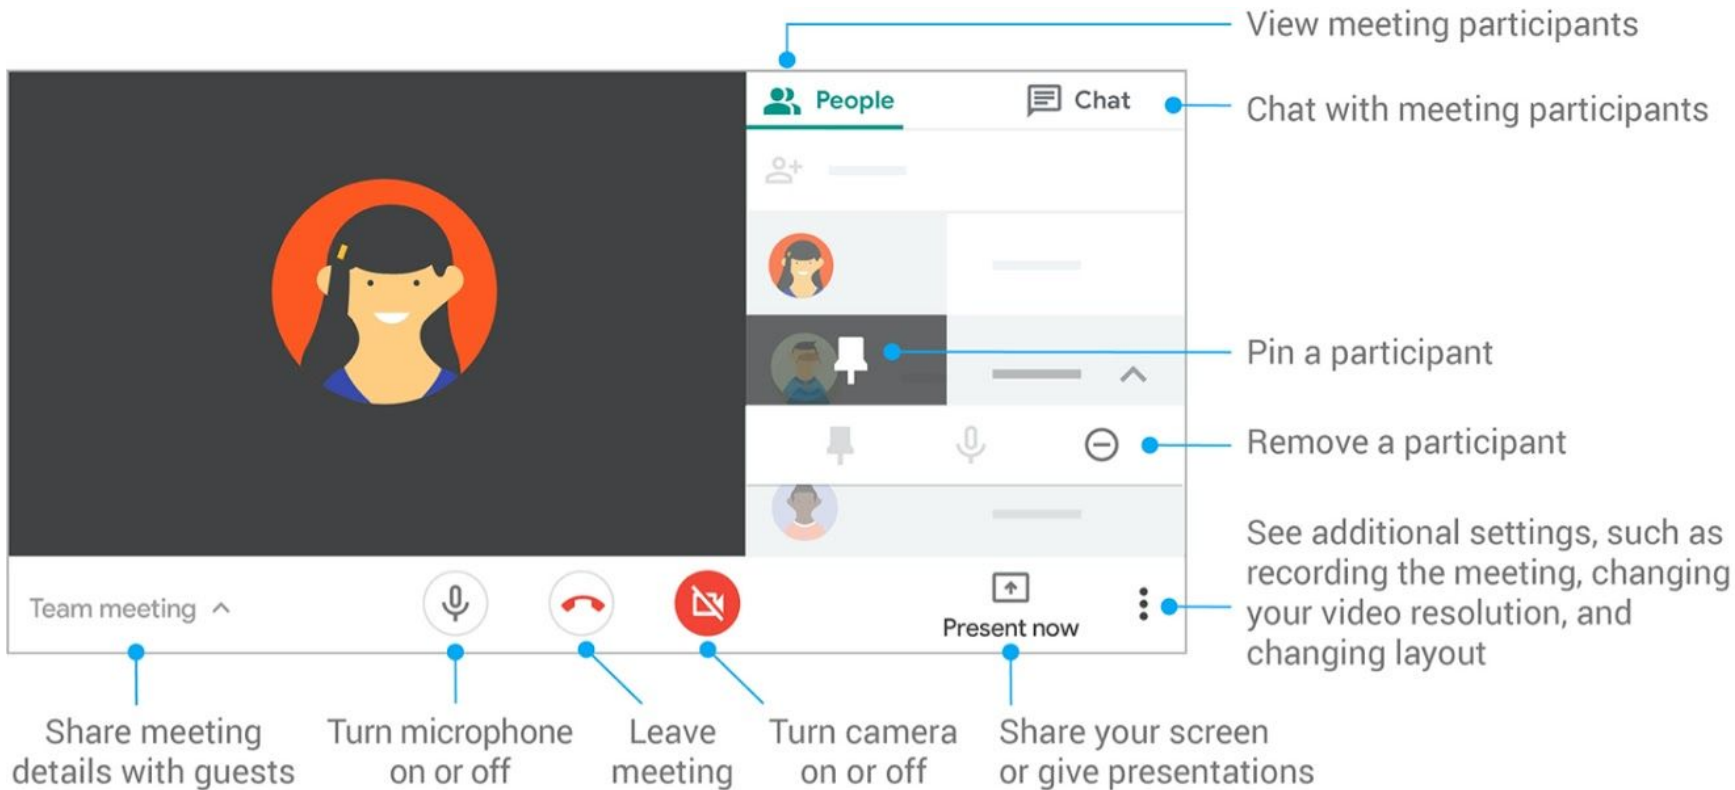 View meeting participants
People
Chat
Chat with meeting participants
Pin a participant
Remove a participant
See additional settings, such as
recording the meeting, changing
your video resolution, and
changing layout
Team meeting
Present now
Share meeting
details with guests
Turn microphone
on or off
Leave
meeting
Turn camera
on or off
Share your screen
or give presentations